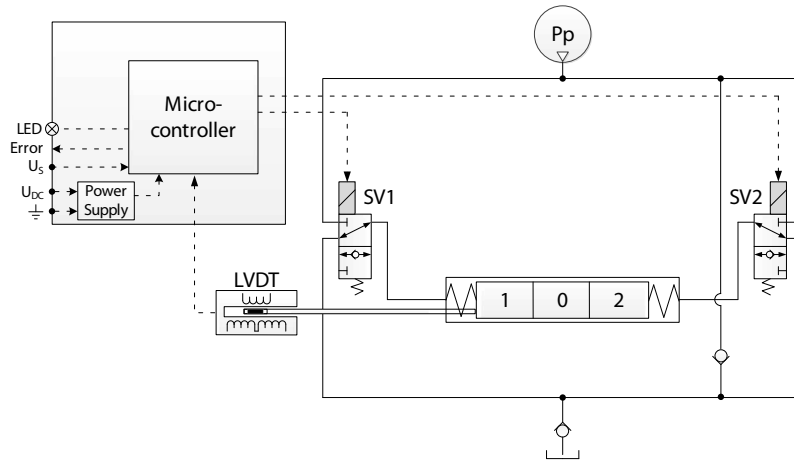 Pp
Micro-
controller
LED
Error
US
UDC
Power
Supply
SV1
SV2
LVDT
1 0 2